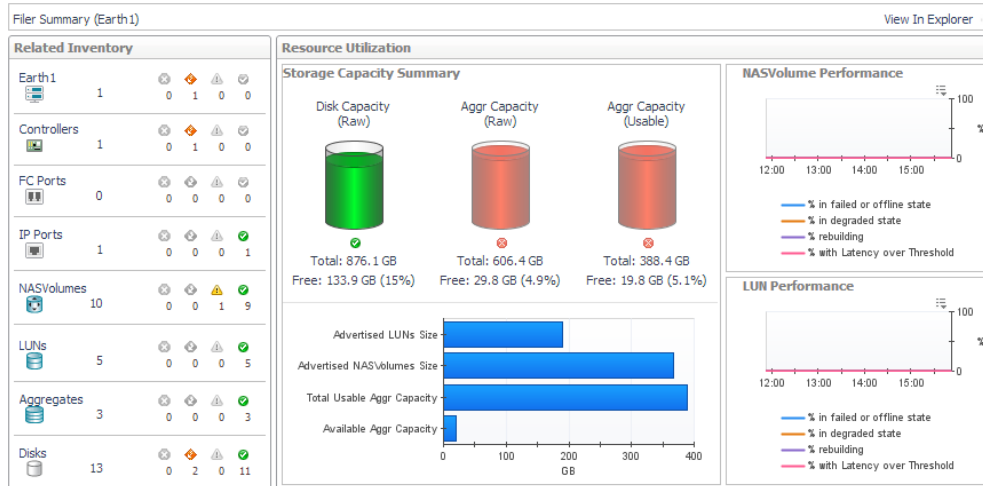 Filer Summary (Earth1)
View In Explorer
Related Inventory
Earth1
1
0 1 0 0
Controllers
1
0 1 0 0
FC Ports
0
0 0 0 0
IP Ports
1
0 0 0 1
NASVolumes
10
0 0 1 9
LUNs
5
0 0 0 5
Aggregates
3
0 0 0 3
Disks
13
0 2 0 11
Resource Utilization
Storage Capacity Summary
Disk Capacity
(Raw)
Total: 876.1 GB
Free: 133.9 GB (15%)
Aggr Capacity
(Raw)
Total: 606.4 GB
Free: 29.8 GB (4.9%)
Aggr Capacity
(Usable)
Total: 388.4 GB
Free: 19.8 GB (5.1%)
Advertised LUNs Size
Advertised NASVolumes Size
Total Usable Aggr Capacity
Available Aggr Capacity
0 100 200 300 400
GB
NASVolume Performance
100
%
0
12:00 13:00 14:00 15:00
% in failed or offline state
% in degraded state
% rebuilding
% with Latency over Threshold
LUN Performance
100
%
0
12:00 13:00 14:00 15:00
% in failed or offline state
% in degraded state
% rebuilding
% with Latency over Threshold